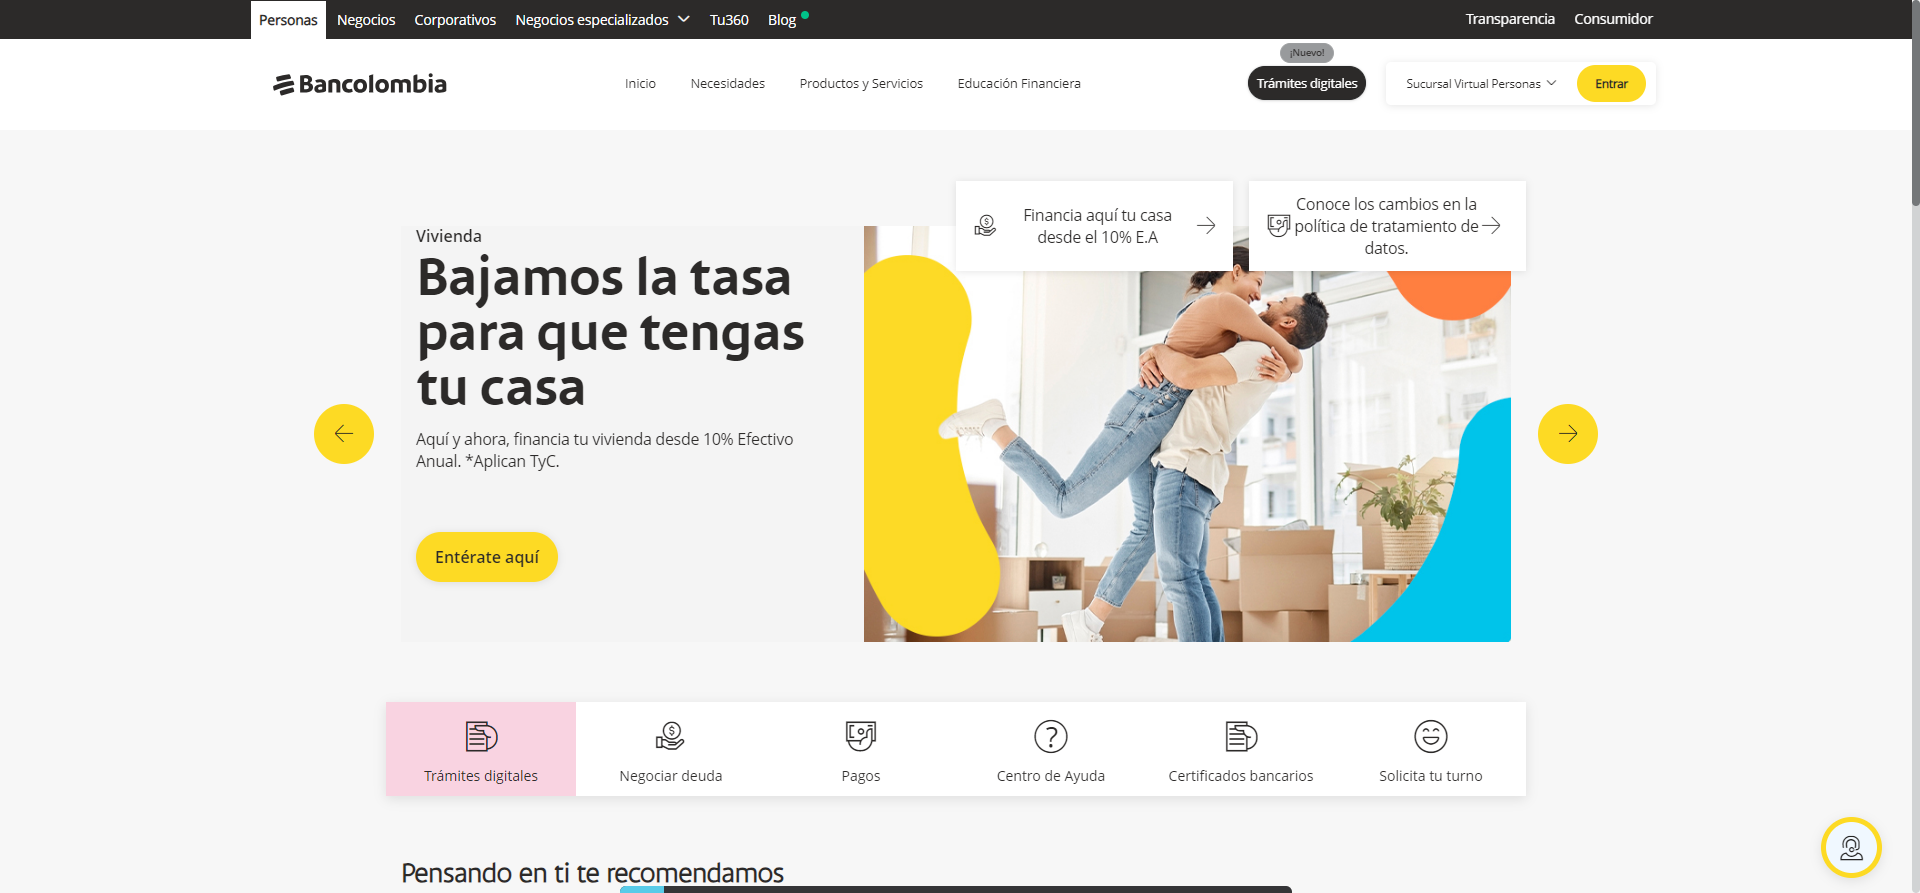 Personas Negocios Corporativos Negocios especializados Tu360 Blog Transparencia Consumidor
¡Nuevo!
Bancolombia Inicio Necesidades Productos y Servicios Educación Financiera Trámites digitales Sucursal Virtual Personas Entrar
Financia aquí tu casa
desde el 10% E.A
Conoce los cambios en la
política de tratamiento de
datos.
Vivienda
Bajamos la tasa
para que tengas
tu casa
Aquí y ahora, financia tu vivienda desde 10% Efectivo
Anual. *Aplican TyC.
Entérate aquí
Trámites digitales Negociar deuda Pagos Centro de Ayuda Certificados bancarios Solicita tu turno
Pensando en ti te recomendamos